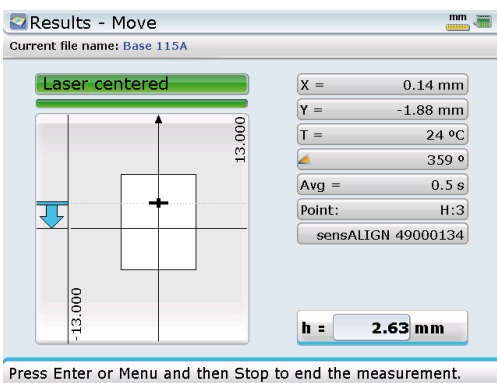 Results - Move
mm
Current file name: Base 115A
Laser centered
13.000
-13.000
X = 0.14 mm
Y = -1.88 mm
T = 24 ºC
359 º
Avg = 0.5 s
Point: H:3
sensALIGN 49000134
h : 2.63 mm
Press Enter or Menu and then Stop to end the measurement.